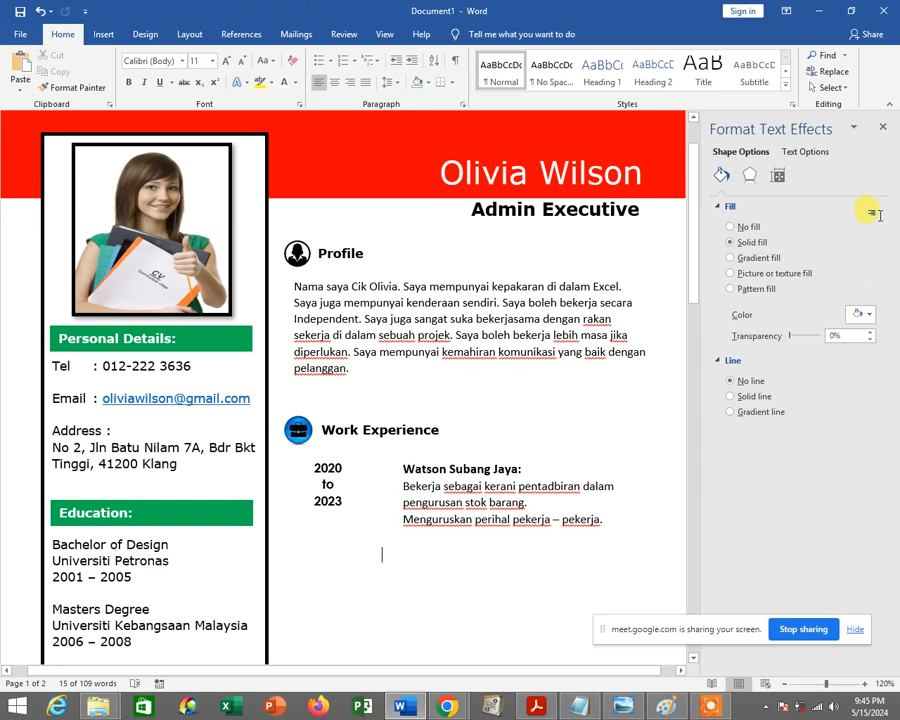 Document1 - Word
Sign in
File Home Insert Design Layout References Mailings Review View Help Tell me what you want to do Share
Cut
Copy
Format Painter
Paste
Clipboard
Calibri (Body) 11
Font
Paragraph
AaBbCcDc AaBbCcDc AaBbCc AaBbCcC AaB AaBbCcD
¶ Normal ¶ No Spac... Heading 1 Heading 2 Title Subtitle
Styles
Find
Replace
Select
Editing
Olivia Wilson
Admin Executive
CV
Personal Details:
Tel : 012-222 3636
Email : oliviawilson@gmail.com
Address :
No 2, Jln Batu Nilam 7A, Bdr Bkt
Tinggi, 41200 Klang
Education:
Bachelor of Design
Universiti Petronas
2001 – 2005
Masters Degree
Universiti Kebangsaan Malaysia
2006 – 2008
Profile
Nama saya Cik Olivia. Saya mempunyai kepakaran di dalam Excel.
Saya juga mempunyai kenderaan sendiri. Saya boleh bekerja secara
Independent. Saya juga sangat suka bekerjasama dengan rakan
sekerja di dalam sebuah projek. Saya boleh bekerja lebih masa jika
diperlukan. Saya mempunyai kemahiran komunikasi yang baik dengan
pelanggan.
Work Experience
2020
to
2023
Watson Subang Jaya:
Bekerja sebagai kerani pentadbiran dalam
pengurusan stok barang.
Menguruskan perihal pekerja – pekerja.
Format Text Effects
Shape Options Text Options
Fill
No fill
Solid fill
Gradient fill
Picture or texture fill
Pattern fill
Color
Transparency 0%
Line
No line
Solid line
Gradient line
meet.google.com is sharing your screen. Stop sharing Hide
Page 1 of 2 15 of 109 words 120%
9:45 PM
5/15/2024